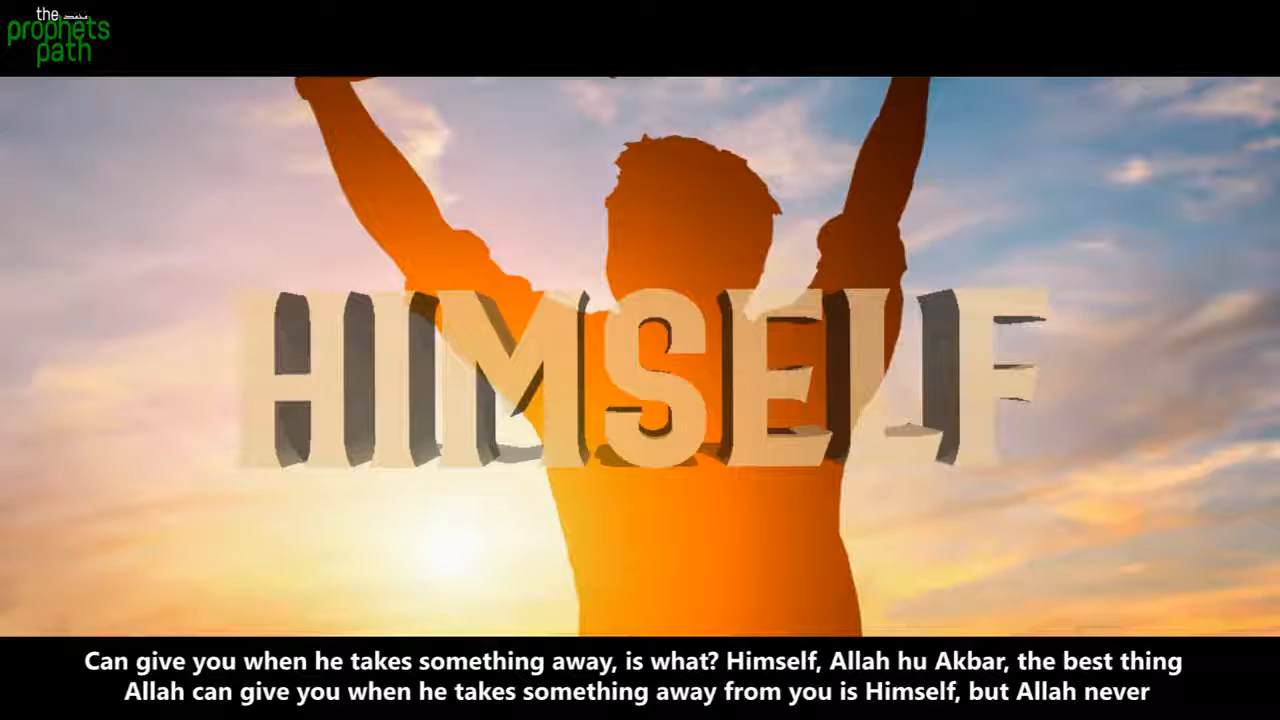 the
prophets
path
HIMSELF
Can give you when he takes something away, is what? Himself, Allah hu Akbar, the best thing
Allah can give you when he takes something away from you is Himself, but Allah never